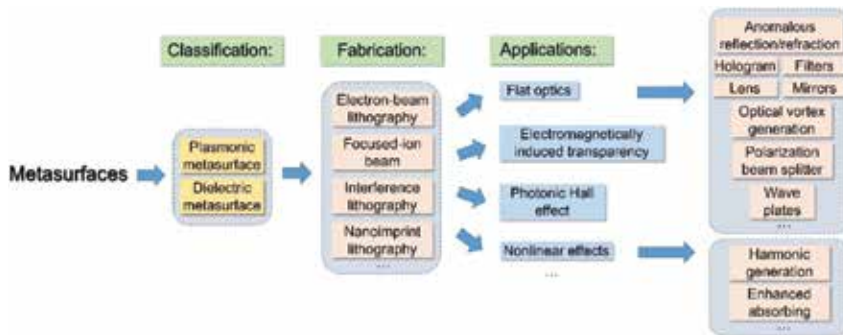 Classification:
Fabrication:
Applications:
Metasurfaces
Plasmonic
metasurface
Dielectric
metasurface
Electron-beam
lithography
Focused-ion
beam
Interference
lithography
Nanoimprint
lithography
...
Flat optics
Electromagnetically
induced transparency
Photonic Hall
effect
Nonlinear effects
...
Anomalous
reflection/refraction
Hologram
Filters
Lens
Mirrors
Optical vortex
generation
Polarization
beam splitter
Wave
plates
...
Harmonic
generation
Enhanced
absorbing
...